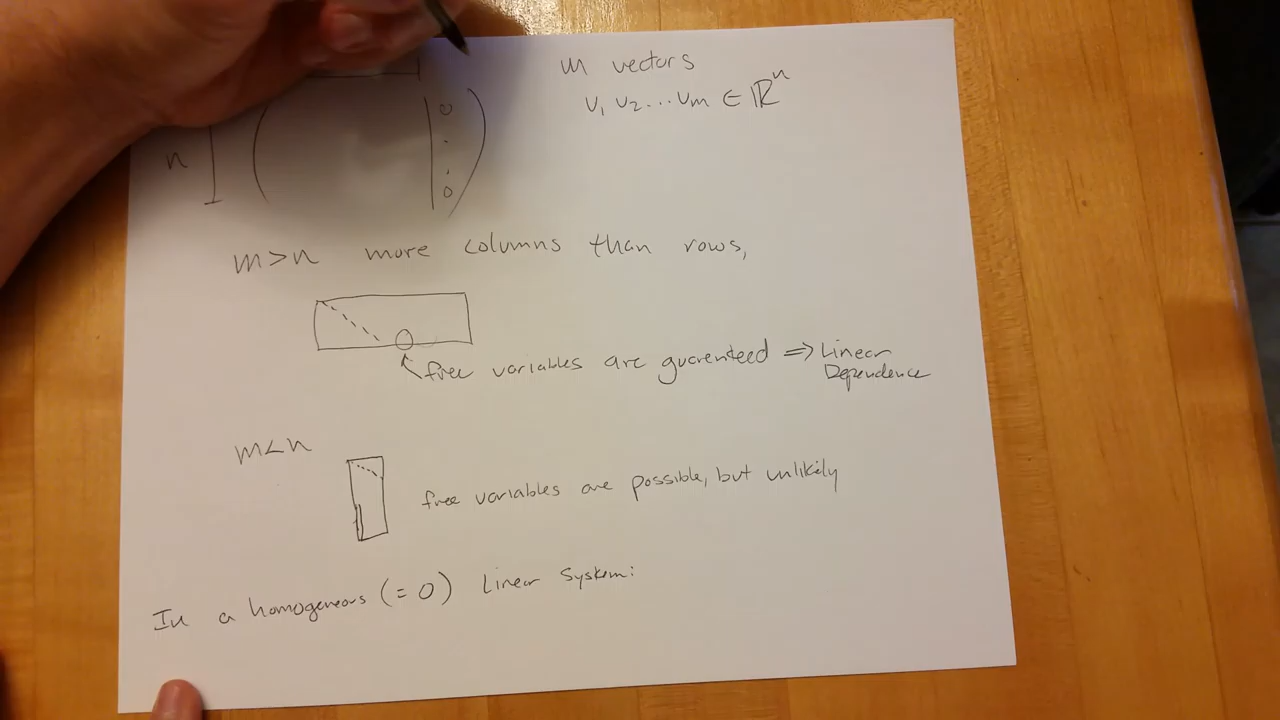 m vectors
v₁ v₂ ... vm ∈ ℝⁿ
n
0
.
.
0
m > n more columns than rows,
free variables are guarenteed ⇒ Linear
Dependence
m < n
free variables are possible, but unlikely
In a homogeneous (= 0) Linear System: